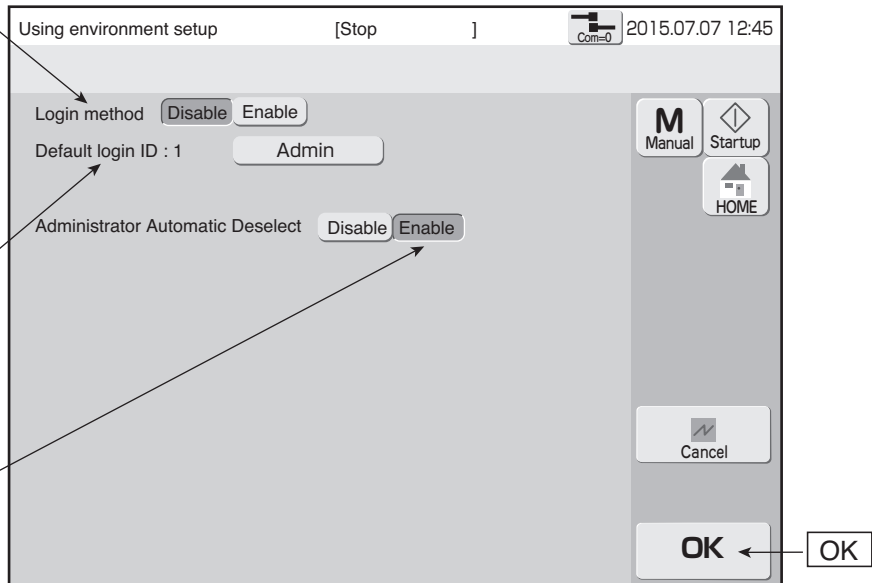 Using environment setup [Stop ] Com=0 2015.07.07 12:45
Login method Disable Enable
M Manual Startup
Default login ID : 1 Admin
HOME
Administrator Automatic Deselect Disable Enable
Cancel
OK OK